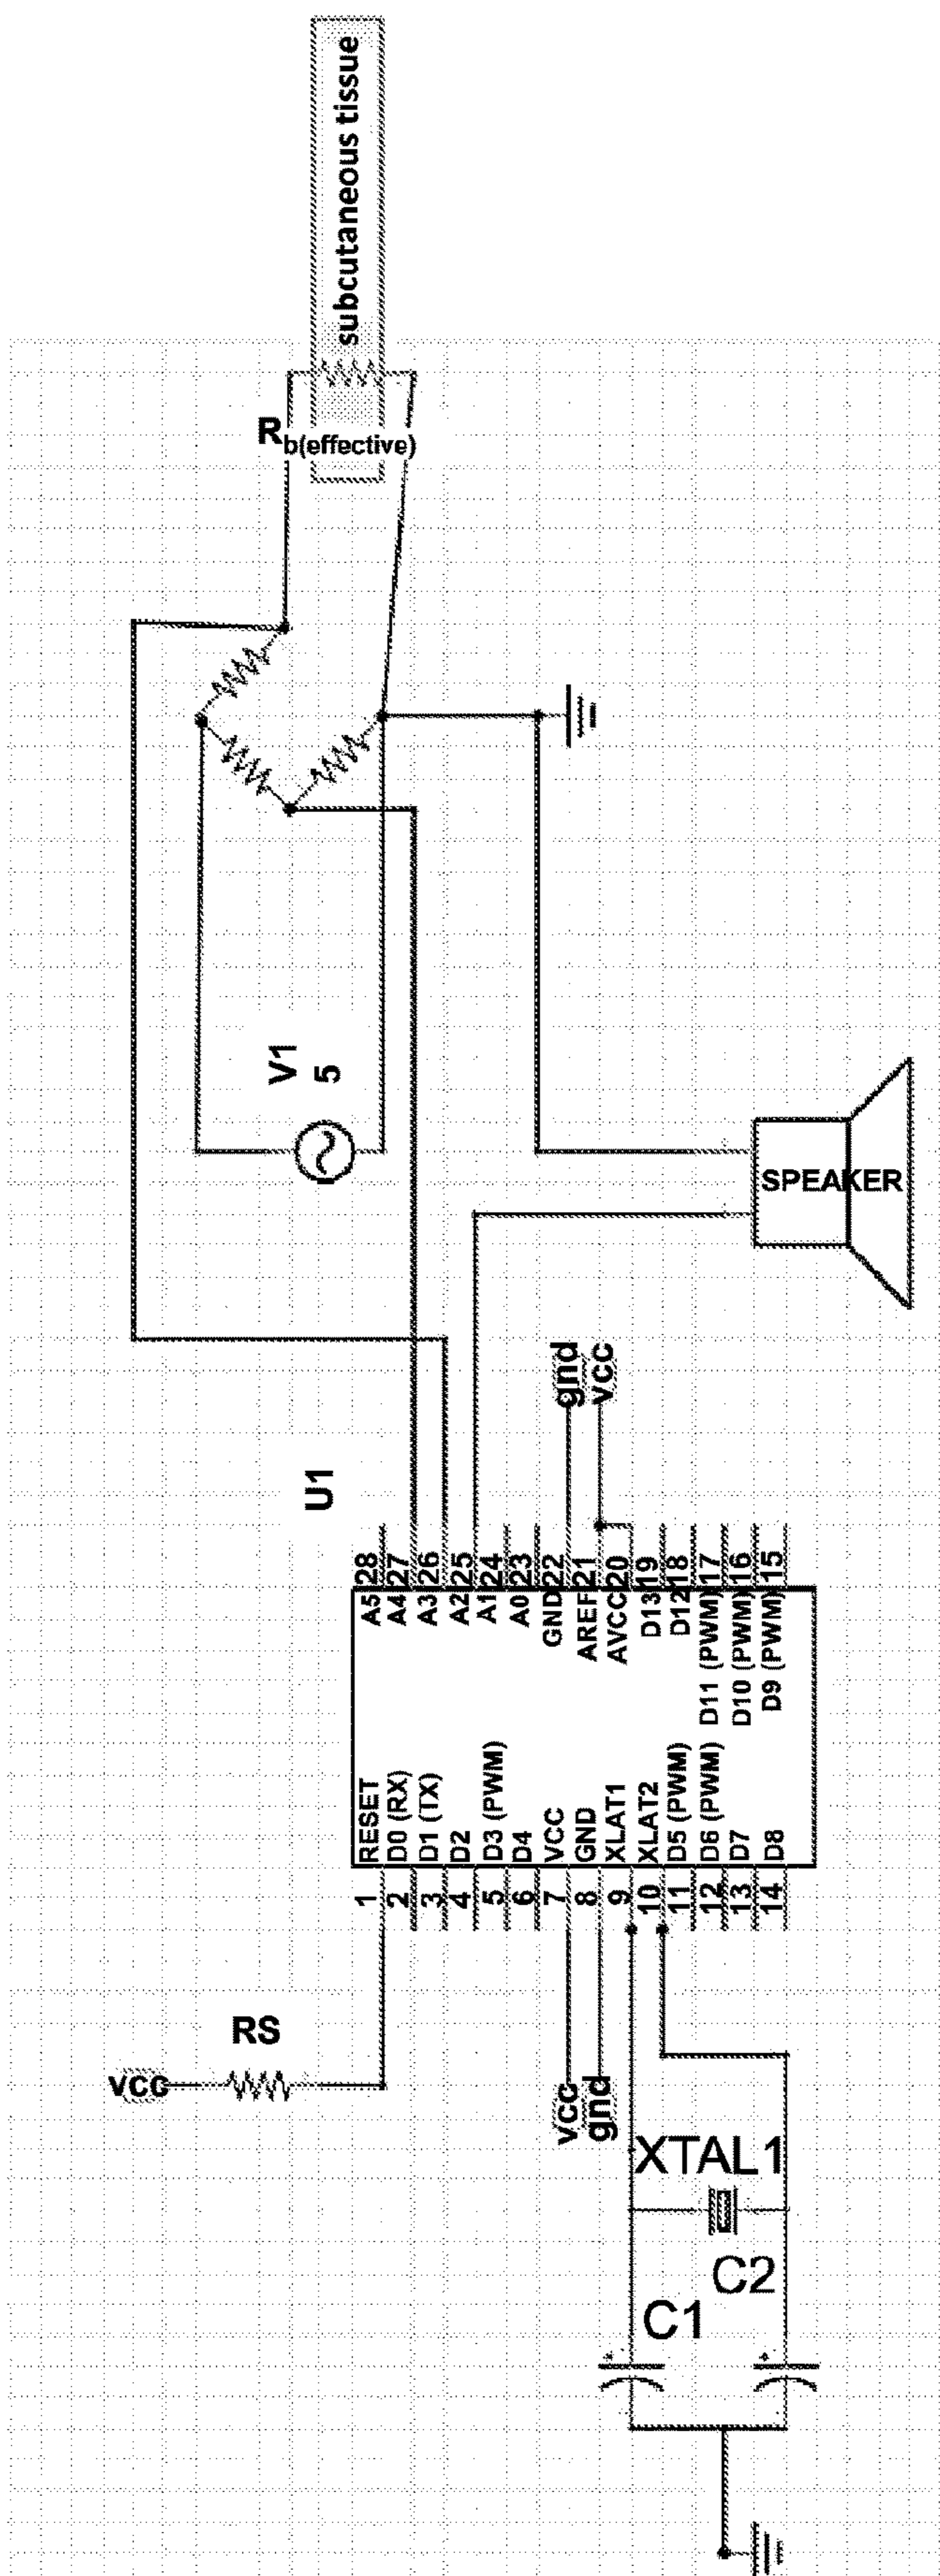 subcutaneous tissue
Rb(effective)
V1
5
SPEAKER
gnd
vcc
U1
28
27
26
25
24
23
22
21
20
19
18
17
16
15
A5
A4
A3
A2
A1
A0
GND
AREF
AVCC
D13
D12
D11 (PWM)
D10 (PWM)
D9 (PWM)
RESET
D0 (RX)
D1 (TX)
D2
D3 (PWM)
D4
VCC
GND
XLAT1
XLAT2
D5 (PWM)
D6 (PWM)
D7
D8
1
2
3
4
5
6
7
8
9
10
11
12
13
14
RS
vcc
vcc
gnd
XTAL1
C2
C1